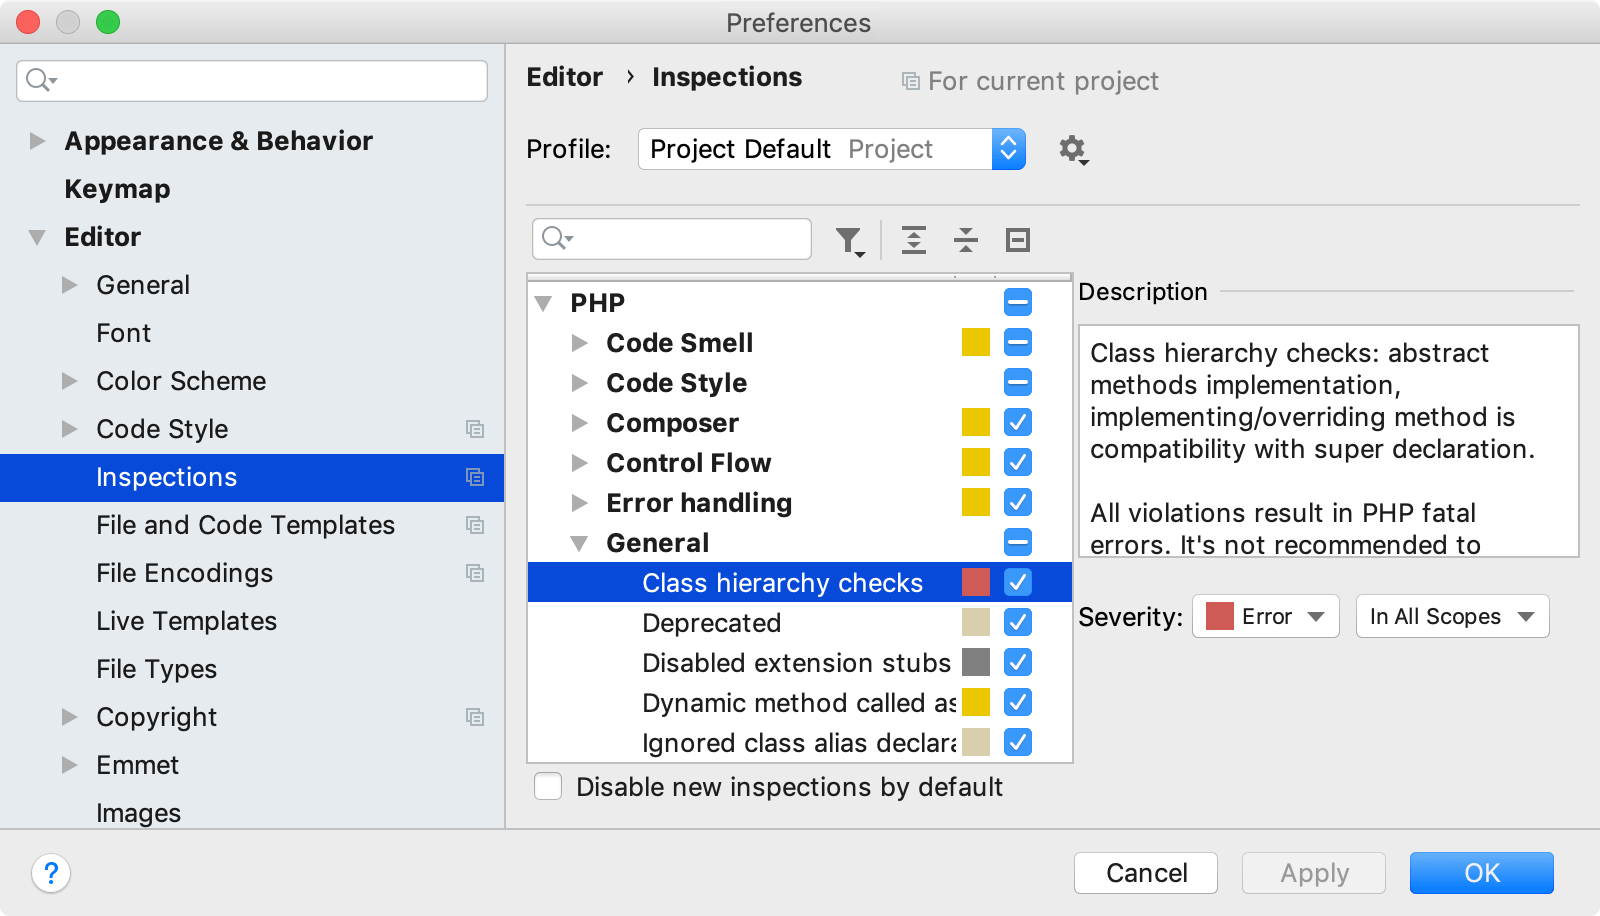 Preferences
Appearance & Behavior
Keymap
Editor
General
Font
Color Scheme
Code Style
Inspections
File and Code Templates
File Encodings
Live Templates
File Types
Copyright
Emmet
Images
Editor › Inspections
For current project
Profile: Project Default Project
PHP
Code Smell
Code Style
Composer
Control Flow
Error handling
General
Class hierarchy checks
Deprecated
Disabled extension stubs
Dynamic method called as
Ignored class alias declara
Disable new inspections by default
Description
Class hierarchy checks: abstract
methods implementation,
implementing/overriding method is
compatibility with super declaration.
All violations result in PHP fatal
errors. It's not recommended to
Severity: Error In All Scopes
?
Cancel Apply OK